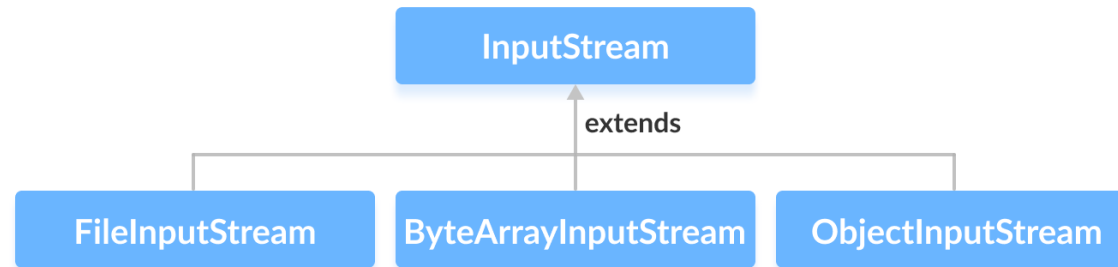 InputStream
extends
FileInputStream
ByteArrayInputStream
ObjectInputStream